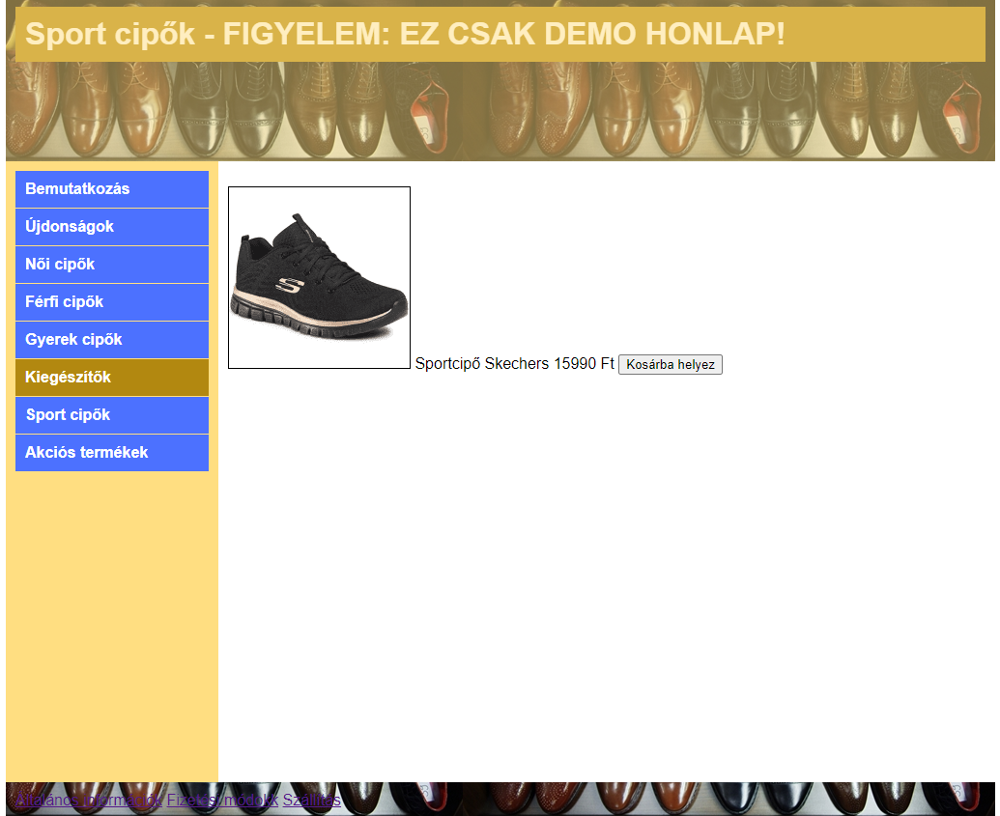 Sport cipők - FIGYELEM: EZ CSAK DEMO HONLAP!
Bemutatkozás
Újdonságok
Női cipők
Férfi cipők
Gyerek cipők
Kiegészítők
Sport cipők
Akciós termékek
Sportcipő Skechers 15990 Ft Kosárba helyez
Általános információk Fizetési módokk Szállítás